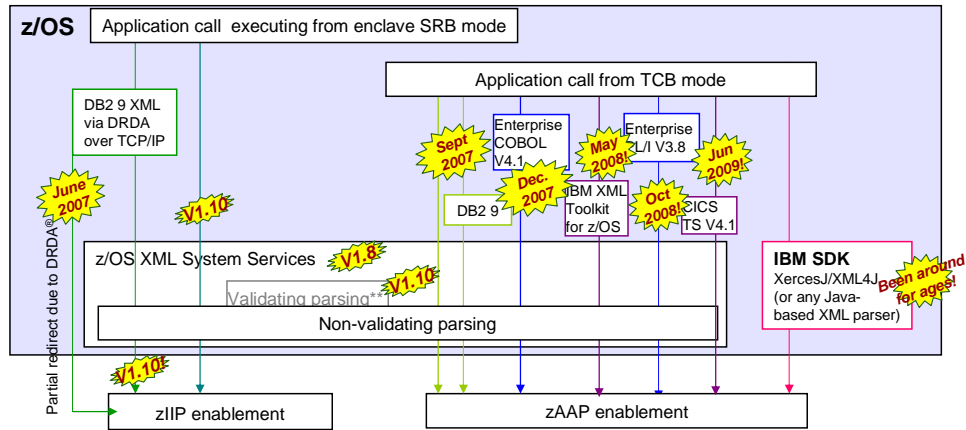 z/OS
Application call executing from enclave SRB mode
Application call from TCB mode
DB2 9 XML
via DRDA
over TCP/IP
June
2007
V1.10
Sept
2007
Enterprise
COBOL
V4.1
Dec.
2007
DB2 9
May
2008!
IBM XML
Toolkit
for z/OS
Enterprise
PL/I V3.8
Oct
2008!
Jun
2009!
CICS
TS V4.1
Partial redirect due to DRDA®
z/OS XML System Services
V1.8
V1.10
Validating parsing**
Non-validating parsing
IBM SDK
XercesJ/XML4J
(or any Java-
based XML parser)
Been around
for ages!
V1.10!
zIIP enablement
zAAP enablement